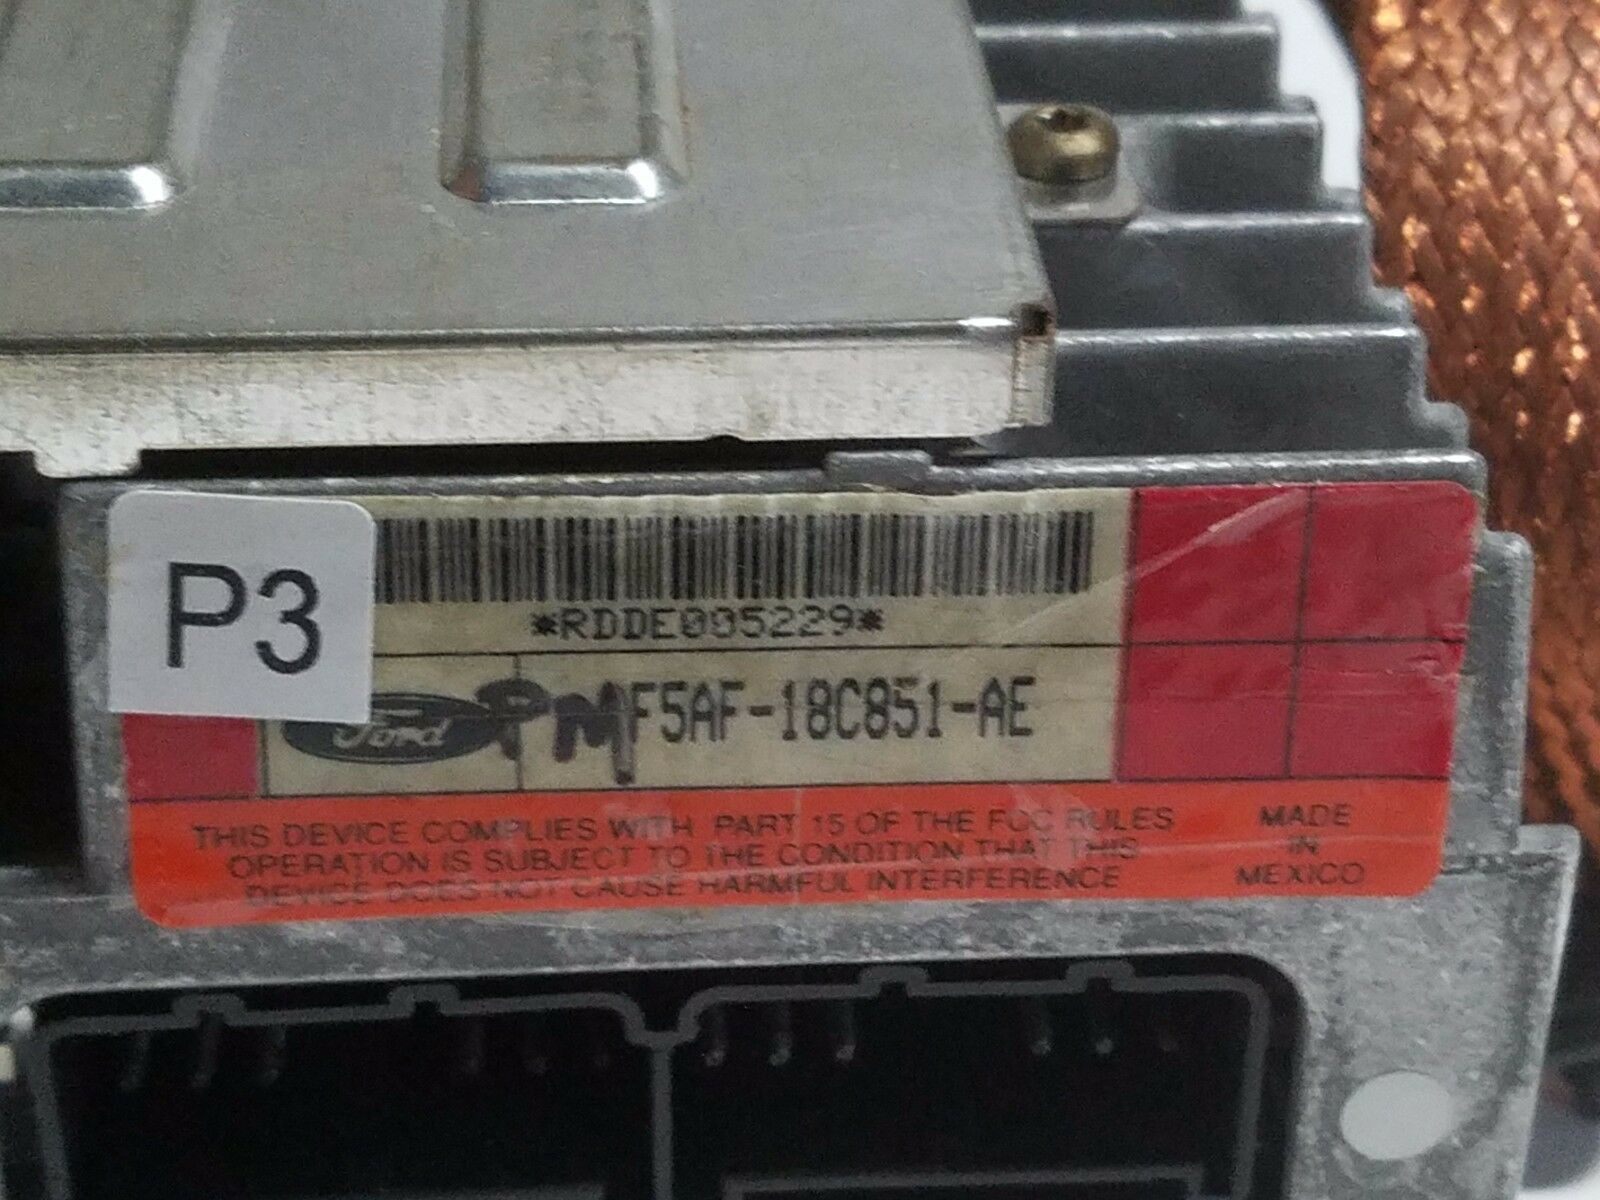 P3
*RDDE005229*
Ford PM F5AF-18C851-AE
THIS DEVICE COMPLIES WITH PART 15 OF THE FCC RULES
OPERATION IS SUBJECT TO THE CONDITION THAT THIS
DEVICE DOES NOT CAUSE HARMFUL INTERFERENCE
MADE
IN
MEXICO